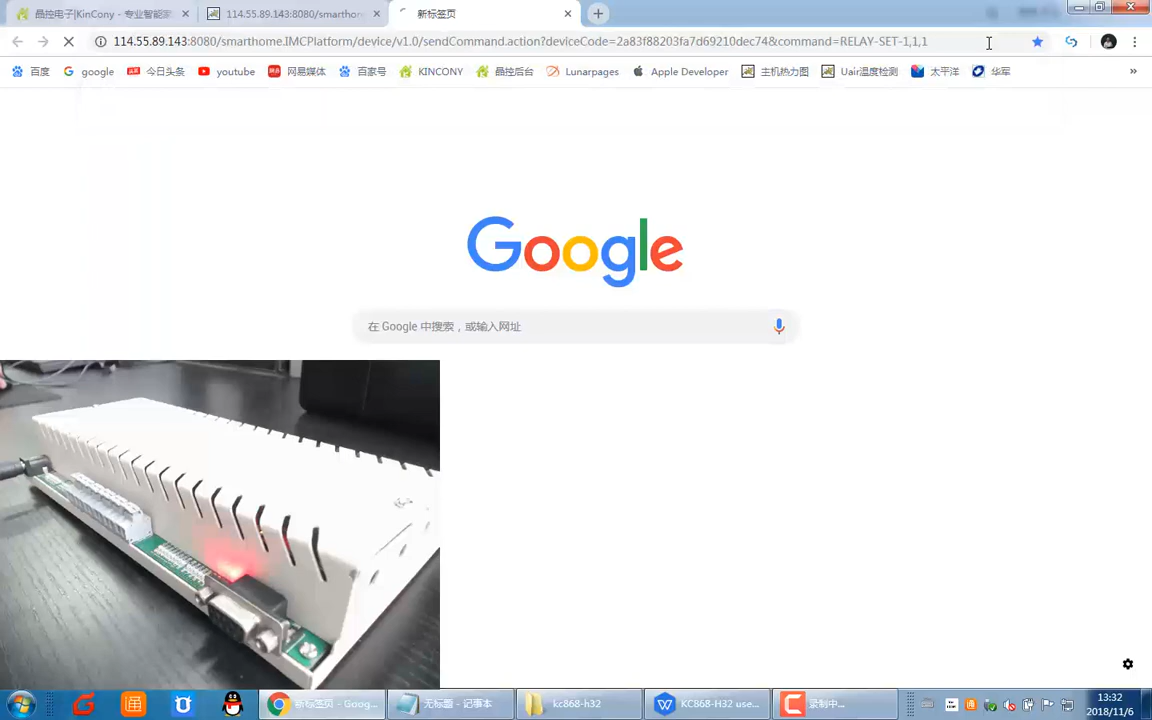 晶控电子|KinCony - 专业智能家
114.55.89.143:8080/smarthom
新标签页
114.55.89.143:8080/smarthome.IMCPlatform/device/v1.0/sendCommand.action?deviceCode=2a83f88203fa7d69210dec74&command=RELAY-SET-1,1,1
百度 google 今日头条 youtube 网易媒体 百家号 KINCONY 晶控后台 Lunarpages Apple Developer 主机热力图 Uair温度检测 太平洋 华军 »
Google
在 Google 中搜索，或输入网址
新标签页 - Goog...
无标题 - 记事本
kc868-h32
KC868-H32 use...
录制中...
13:32
2018/11/6